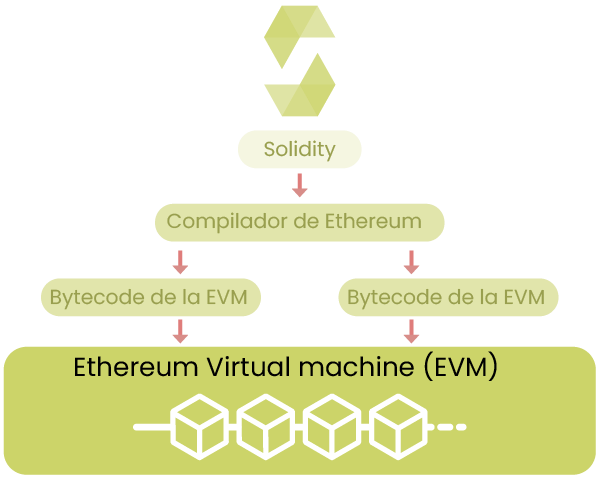 Solidity
Compilador de Ethereum
Bytecode de la EVM
Bytecode de la EVM
Ethereum Virtual machine (EVM)